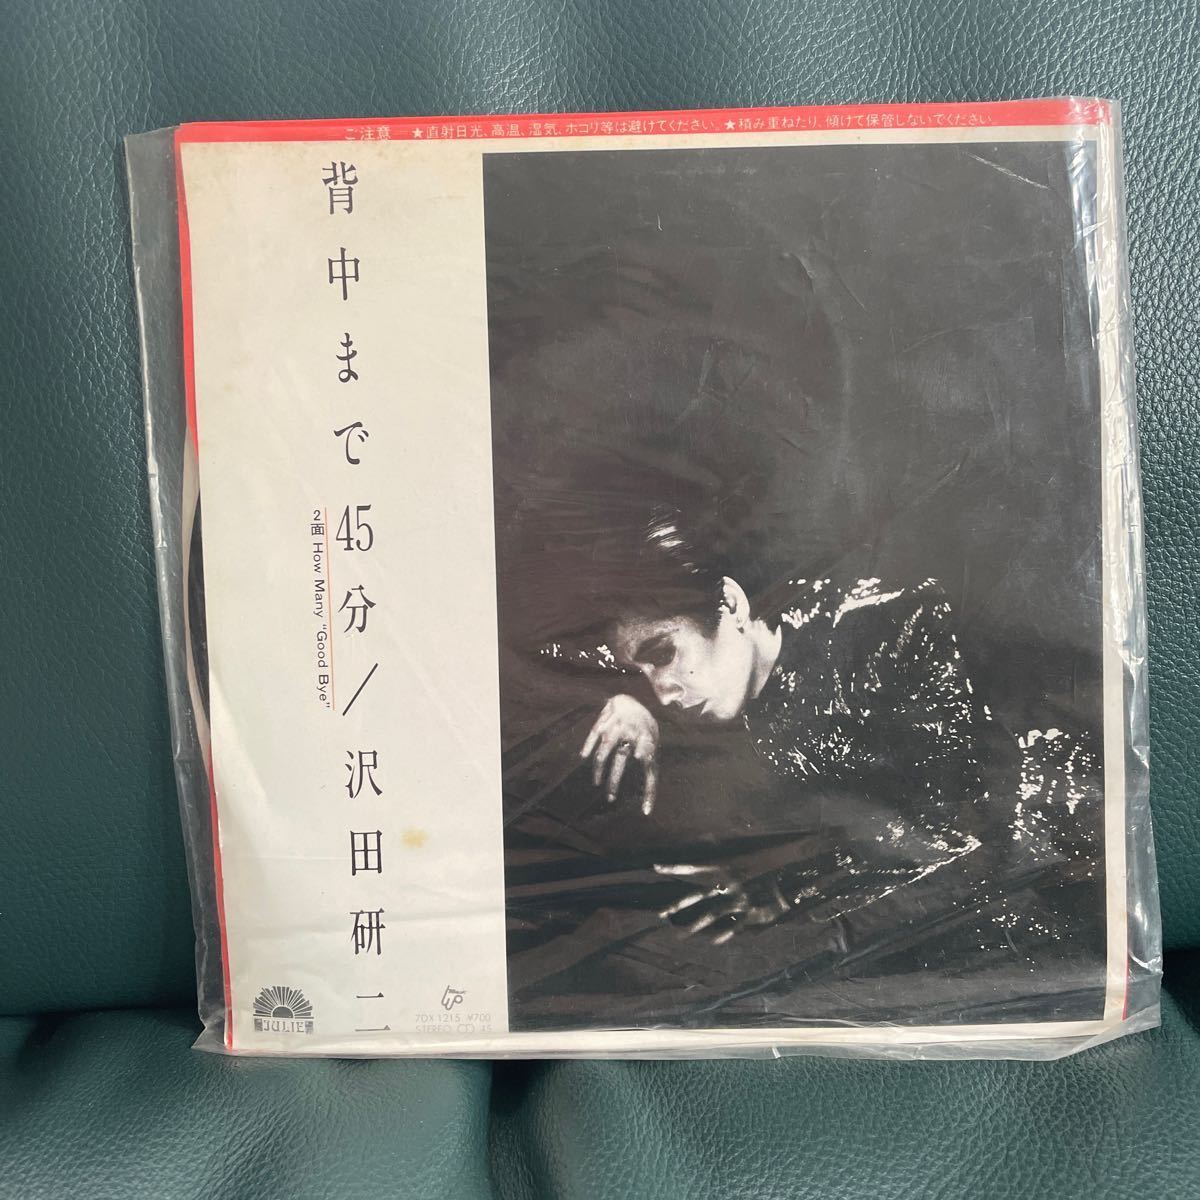 ご注意 ★直射日光、高温、湿気、ホコリ等は避けてください。★積み重ねたり、傾けて保管しないでください。
背中まで45分/沢田研二
2面 How Many "Good Bye"
JULIE
7DX 1215 ¥700
STEREO 45